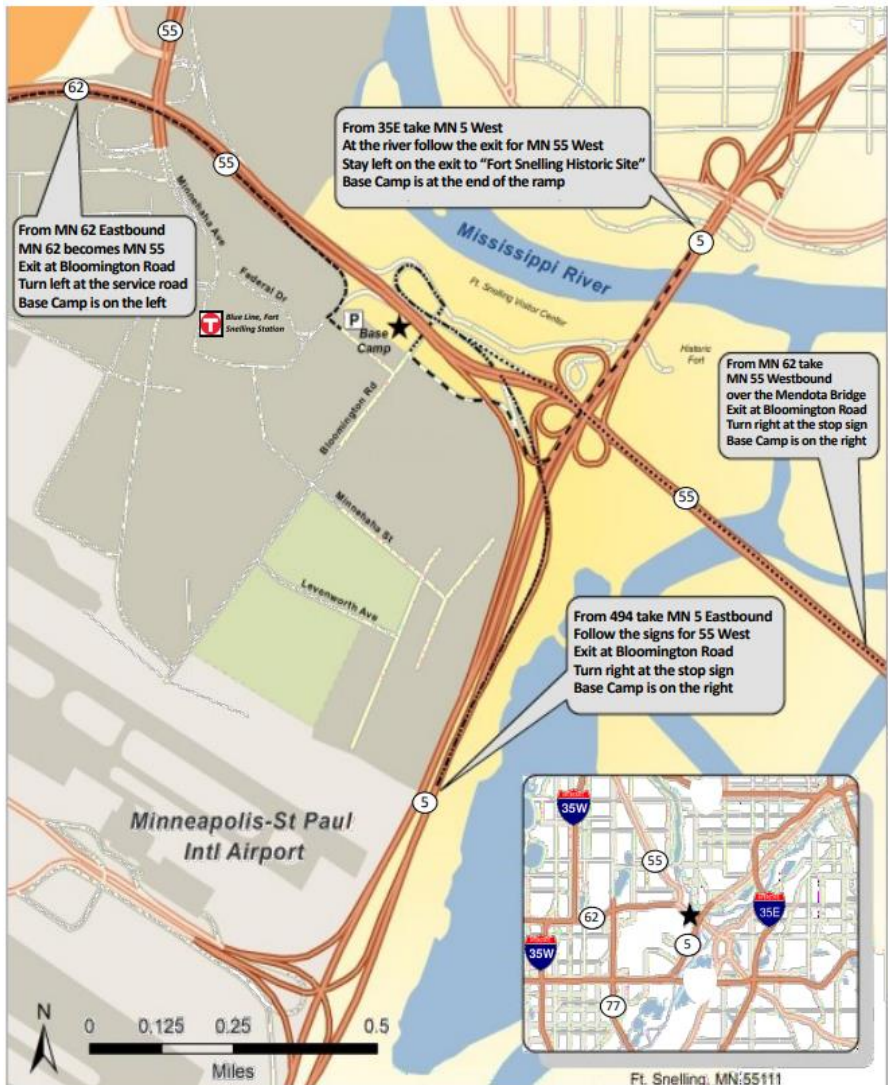 55
62
55
From 35E take MN 5 West
At the river follow the exit for MN 55 West
Stay left on the exit to “Fort Snelling Historic Site”
Base Camp is at the end of the ramp
From MN 62 Eastbound
MN 62 becomes MN 55
Exit at Bloomington Road
Turn left at the service road
Base Camp is on the left
Minnehaha Ave
Federal Dr
T
Blue Line, Fort
Snelling Station
P
Base
Camp
Mississippi River
5
Ft. Snelling Visitor Center
Historic
Fort
From MN 62 take
MN 55 Westbound
over the Mendota Bridge
Exit at Bloomington Road
Turn right at the stop sign
Base Camp is on the right
Bloomington Rd
55
Minnehaha St
Levenworth Ave
From 494 take MN 5 Eastbound
Follow the signs for 55 West
Exit at Bloomington Road
Turn right at the stop sign
Base Camp is on the right
5
Minneapolis-St Paul
Intl Airport
35W
55
62
35E
5
35W
77
N
0 0.125 0.25 0.5
Miles
Ft. Snelling, MN 55111